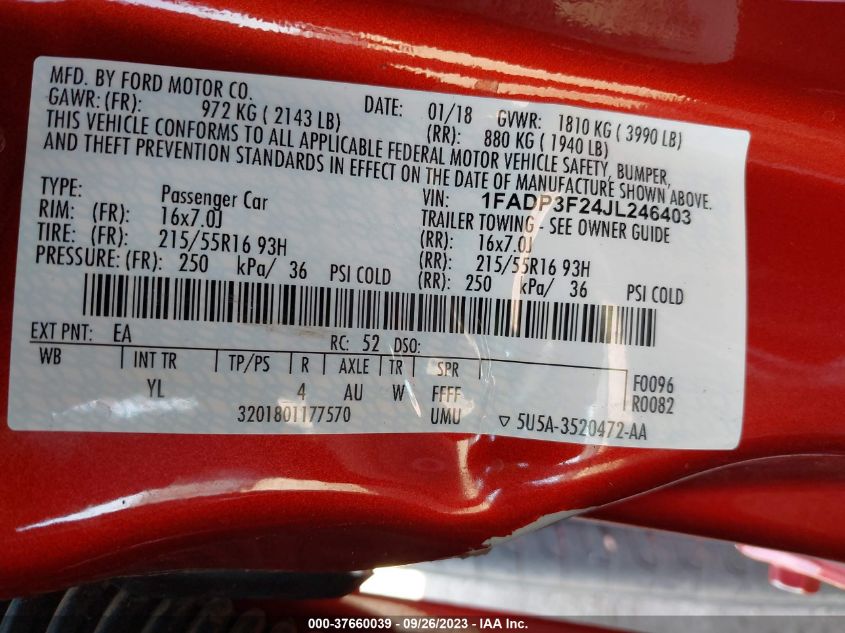 MFD. BY FORD MOTOR CO. DATE: 01/18 GVWR: 1810 KG ( 3990 LB)
GAWR: (FR): 972 KG ( 2143 LB) (RR): 880 KG ( 1940 LB)
THIS VEHICLE CONFORMS TO ALL APPLICABLE FEDERAL MOTOR VEHICLE SAFETY, BUMPER,
AND THEFT PREVENTION STANDARDS IN EFFECT ON THE DATE OF MANUFACTURE SHOWN ABOVE.
TYPE: Passenger Car VIN: 1FADP3F24JL246403
TRAILER TOWING - SEE OWNER GUIDE
RIM: (FR): 16x7.0J (RR): 16x7.0J
TIRE: (FR): 215/55R16 93H (RR): 215/55R16 93H
PRESSURE: (FR): 250 kPa/ 36 PSI COLD (RR): 250 kPa/ 36 PSI COLD
EXT PNT: EA RC: 52 DSO:
WB INT TR TP/PS R AXLE TR SPR F0096
YL 4 AU W FFFF R0082
3201801177570 UMU ▽ 5U5A-3520472-AA
000-37660039 - 09/26/2023 - IAA Inc.